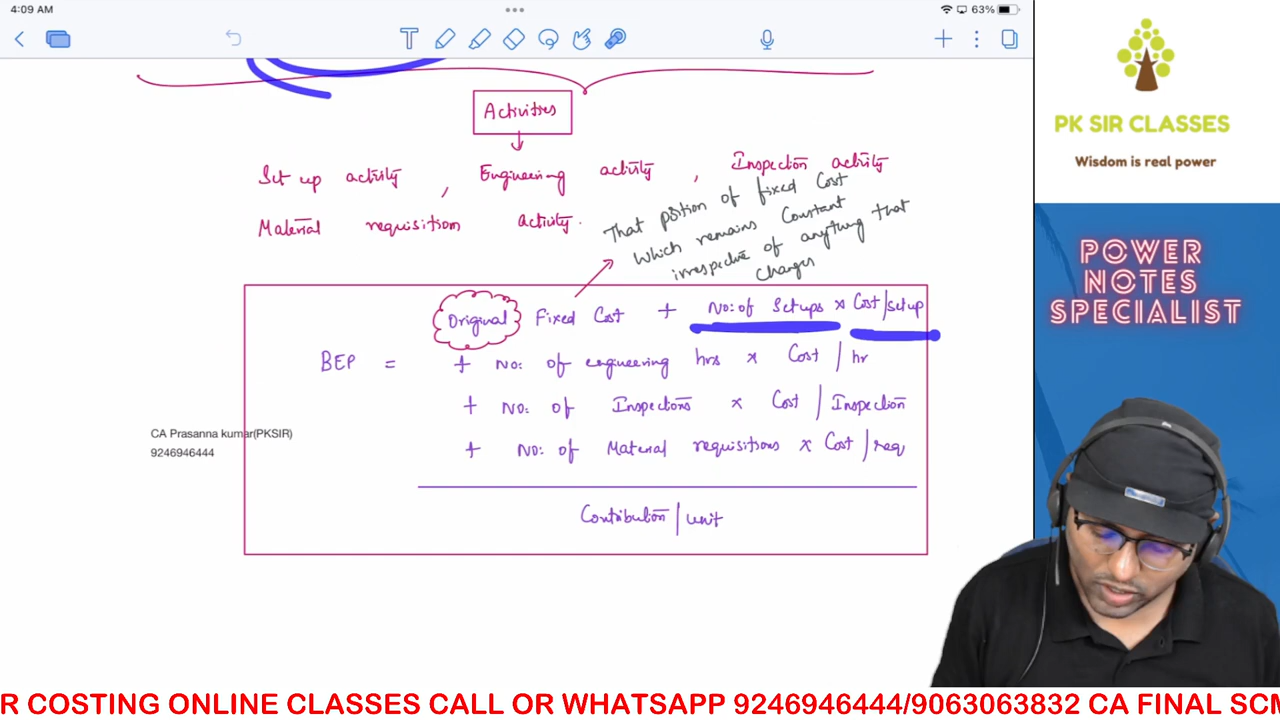 4:09 AM
63%
T
Activities
Set up activity , Engineering activity , Inspection activity
Material requisition activity.
That position of fixed Cost
Which remains Constant
irrespective of anything that
Changes
Original Fixed Cost + No: of Setups × Cost/setup
BEP = + No: of engineering hrs × Cost / hr
+ No: of Inspections × Cost / Inspection
+ No: of Material requisitions × Cost / req
Contribution / unit
CA Prasanna kumar(PKSIR)
9246946444
PK SIR CLASSES
Wisdom is real power
POWER
NOTES
SPECIALIST
R COSTING ONLINE CLASSES CALL OR WHATSAPP 9246946444/9063063832 CA FINAL SCM